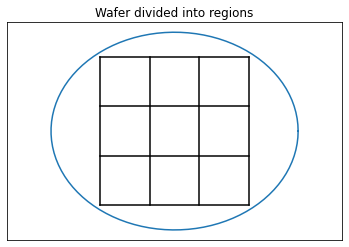 Wafer divided into regions